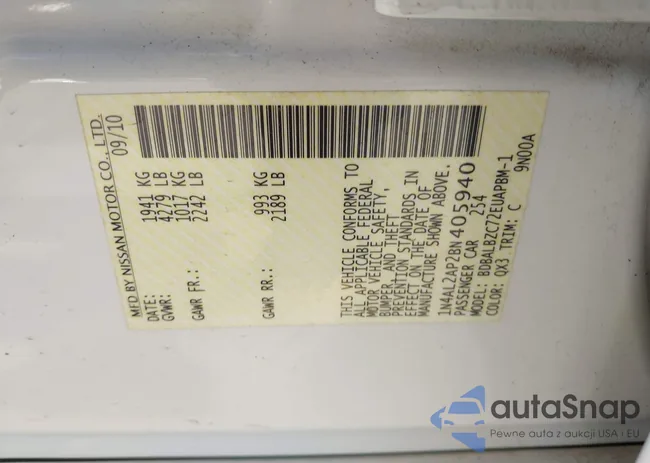 MFD BY NISSAN MOTOR CO., LTD.
DATE: 09/10
GVWR: 1941 KG
4279 LB
GAWR FR.: 1017 KG
2242 LB
GAWR RR.: 993 KG
2189 LB
THIS VEHICLE CONFORMS TO
ALL APPLICABLE FEDERAL
MOTOR VEHICLE SAFETY,
BUMPER, AND THEFT
PREVENTION STANDARDS IN
EFFECT ON THE DATE OF
MANUFACTURE SHOWN ABOVE.
1N4AL2AP2BN405940
PASSENGER CAR 254
MODEL: BDBALBZC72EUAPBM-1
COLOR: QX3 TRIM: C 9N00A
autaSnap
Pewne auta z aukcji USA i EU